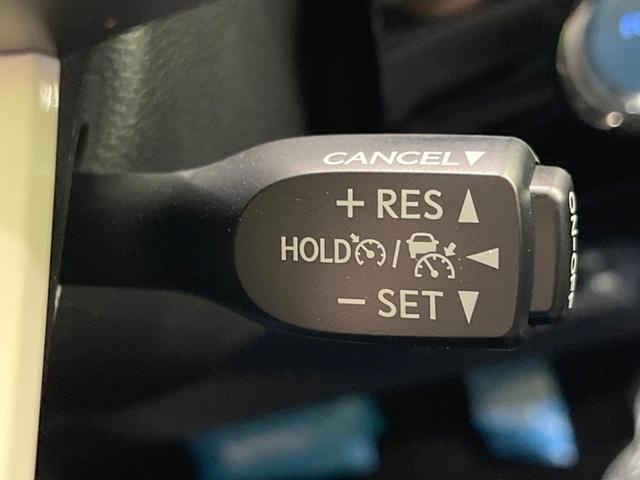 CANCEL▼
+ RES ▲
HOLD / ◀
− SET ▼
ON-OFF